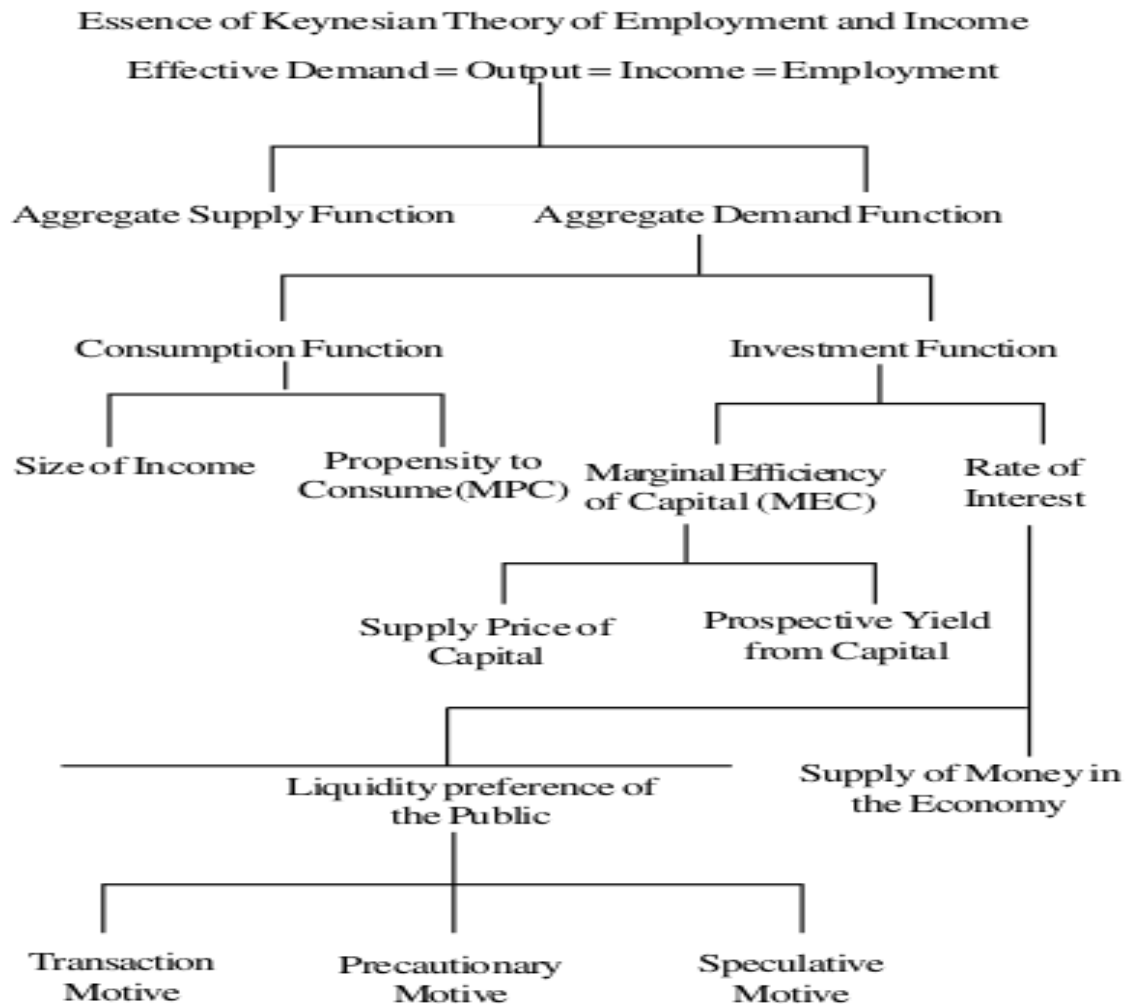 Essence of Keynesian Theory of Employment and Income
Effective Demand = Output = Income = Employment
Aggregate Supply Function
Aggregate Demand Function
Consumption Function
Investment Function
Size of Income
Propensity to
Consume (MPC)
Marginal Efficiency
of Capital (MEC)
Rate of
Interest
Supply Price of
Capital
Prospective Yield
from Capital
Liquidity preference of
the Public
Supply of Money in
the Economy
Transaction
Motive
Precautionary
Motive
Speculative
Motive